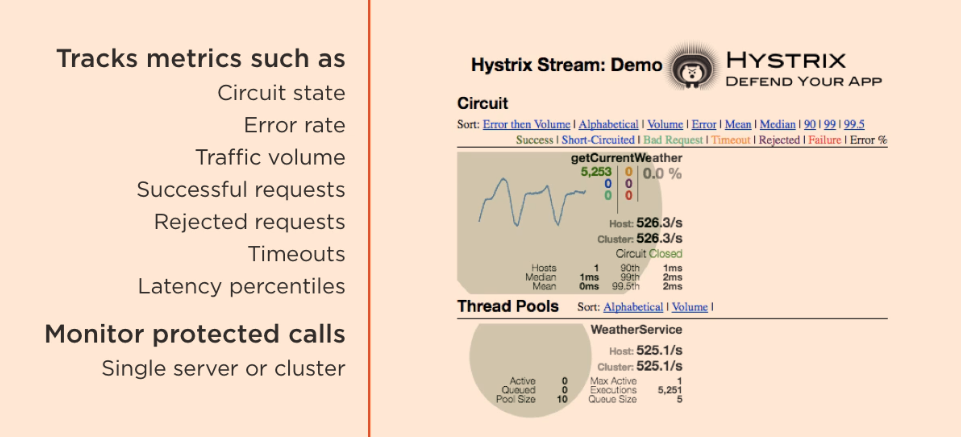 Tracks metrics such as
Circuit state
Error rate
Traffic volume
Successful requests
Rejected requests
Timeouts
Latency percentiles
Monitor protected calls
Single server or cluster
Hystrix Stream: Demo
HYSTRIX
DEFEND YOUR APP
Circuit
Sort: Error then Volume | Alphabetical | Volume | Error | Mean | Median | 90 | 99 | 99.5
Success | Short-Circuited | Bad Request | Timeout | Rejected | Failure | Error %
getCurrentWeather
5,253 0 0.0 %
0 0
0 0
Host: 526.3/s
Cluster: 526.3/s
Circuit Closed
Hosts 1 90th 1ms
Median 1ms 99th 2ms
Mean 0ms 99.5th 2ms
Thread Pools Sort: Alphabetical | Volume |
WeatherService
Host: 525.1/s
Cluster: 525.1/s
Active 0 Max Active 1
Queued 0 Executions 5,251
Pool Size 10 Queue Size 5